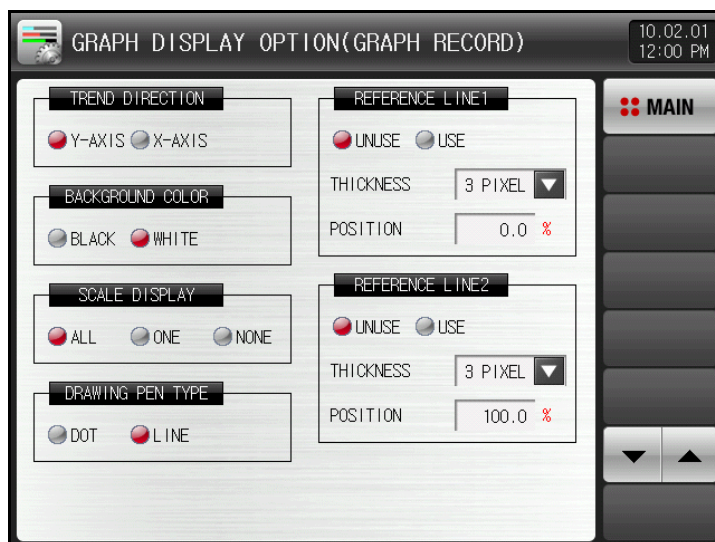 GRAPH DISPLAY OPTION(GRAPH RECORD)
10.02.01
12:00 PM
MAIN
TREND DIRECTION
Y-AXIS X-AXIS
BACKGROUND COLOR
BLACK WHITE
SCALE DISPLAY
ALL ONE NONE
DRAWING PEN TYPE
DOT LINE
REFERENCE LINE1
UNUSE USE
THICKNESS 3 PIXEL
POSITION 0.0 %
REFERENCE LINE2
UNUSE USE
THICKNESS 3 PIXEL
POSITION 100.0 %